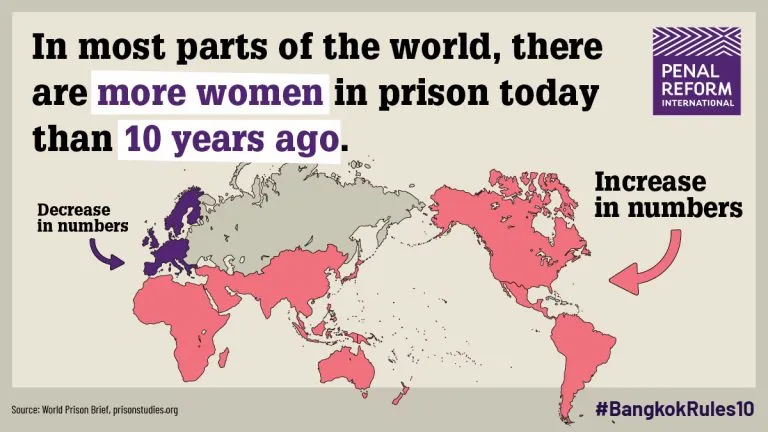 In most parts of the world, there
are more women in prison today
than 10 years ago.
PENAL
REFORM
INTERNATIONAL
Decrease
in numbers
Increase
in numbers
Source: World Prison Brief, prisonstudies.org
#BangkokRules10